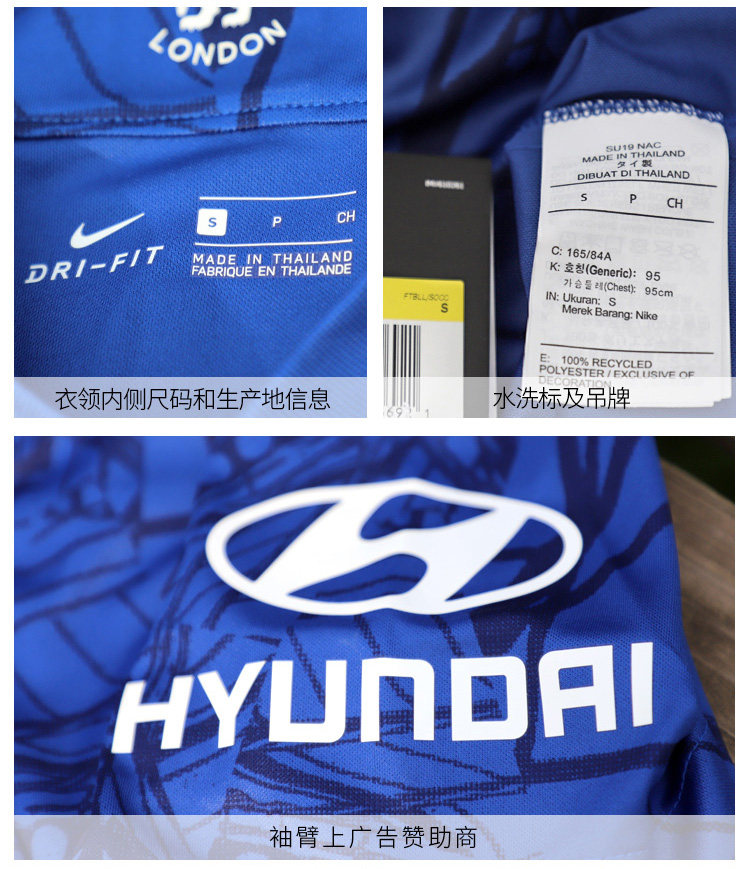 LONDON
DRI-FIT
S P CH
MADE IN THAILAND
FABRIQUE EN THAILANDE
衣领内侧尺码和生产地信息
SU19 NAC
MADE IN THAILAND
タイ製
DIBUAT DI THAILAND
S P CH
C: 165/84A
K: 호칭(Generic): 95
가슴둘레(Chest): 95cm
IN: Ukuran: S
Merek Barang: Nike
E: 100% RECYCLED
POLYESTER / EXCLUSIVE OF
DECORATION
FTBLL/SOCC
S
水洗标及吊牌
HYUNDAI
袖臂上广告赞助商